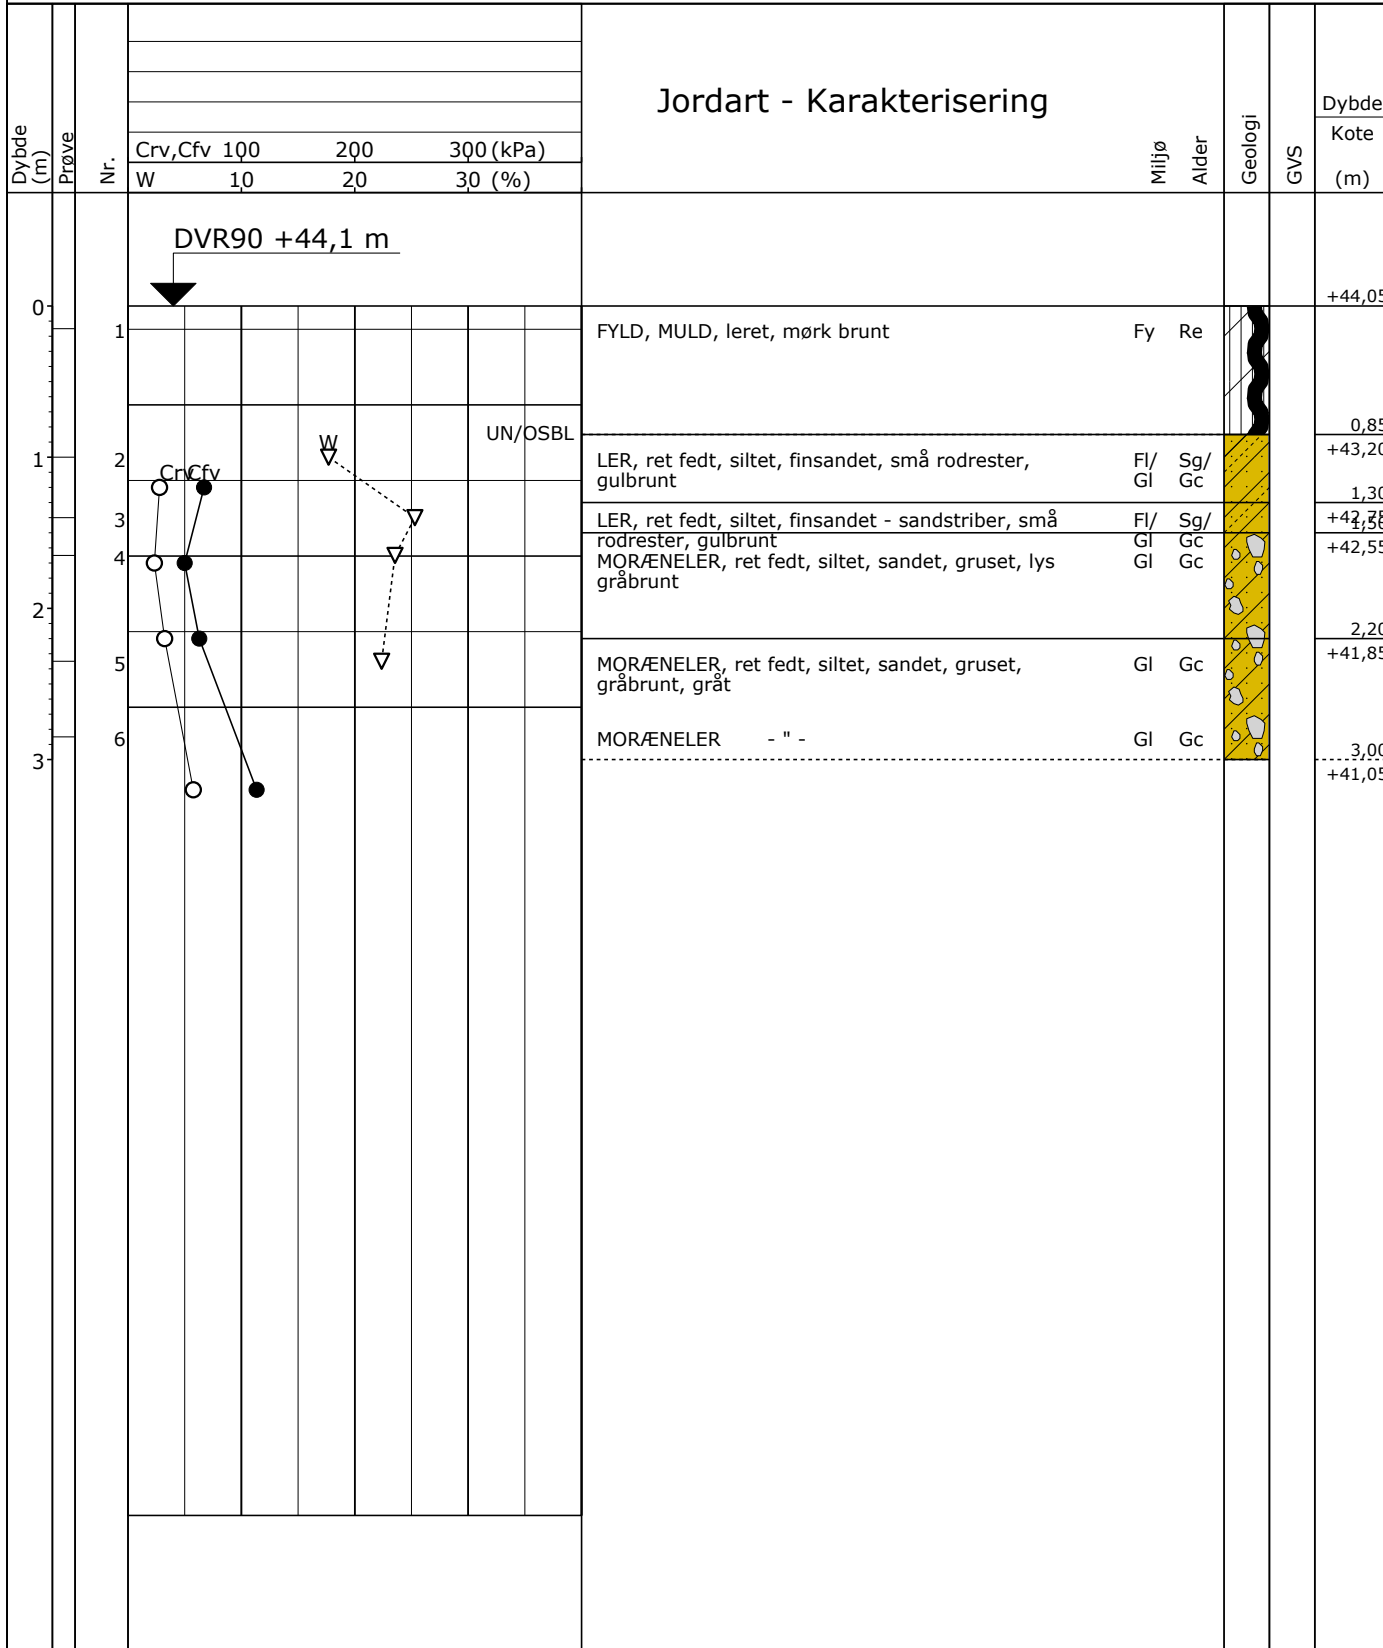 Jordart - Karakterisering
Dybde (m)
Prøve
Nr.
Crv,Cfv 100 200 300 (kPa)
W 10 20 30 (%)
Miljø
Alder
Geologi
GVS
Dybde
Kote
(m)
DVR90 +44,1 m
0
+44,05
1 FYLD, MULD, leret, mørk brunt Fy Re
0,85
UN/OSBL
W
+43,20
1
2 LER, ret fedt, siltet, finsandet, små rodrester, Fl/ Sg/
gulbrunt Gl Gc
Crv Cfv
1,30
+42,75
3 LER, ret fedt, siltet, finsandet - sandstriber, små Fl/ Sg/
rodrester, gulbrunt Gl Gc
1,50
+42,55
4 MORÆNELER, ret fedt, siltet, sandet, gruset, lys Gl Gc
gråbrunt
2
2,20
+41,85
5 MORÆNELER, ret fedt, siltet, sandet, gruset, Gl Gc
gråbrunt, gråt
6 MORÆNELER - " - Gl Gc
3
3,00
+41,05